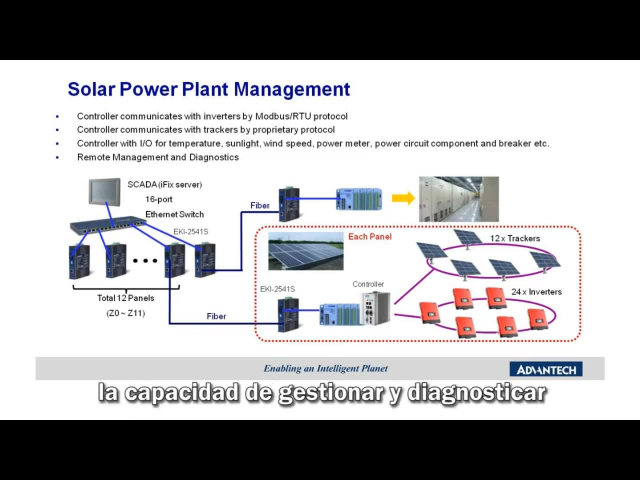 Solar Power Plant Management
• Controller communicates with inverters by Modbus/RTU protocol
• Controller communicates with trackers by proprietary protocol
• Controller with I/O for temperature, sunlight, wind speed, power meter, power circuit component and breaker etc.
• Remote Management and Diagnostics
SCADA (iFix server)
16-port
Ethernet Switch
EKI-2541S
Fiber
Each Panel
12 x Trackers
Total 12 Panels
(Z0 ~ Z11)
Fiber
EKI-2541S
Controller
24 x Inverters
Enabling an Intelligent Planet
ADVANTECH
la capacidad de gestionar y diagnosticar